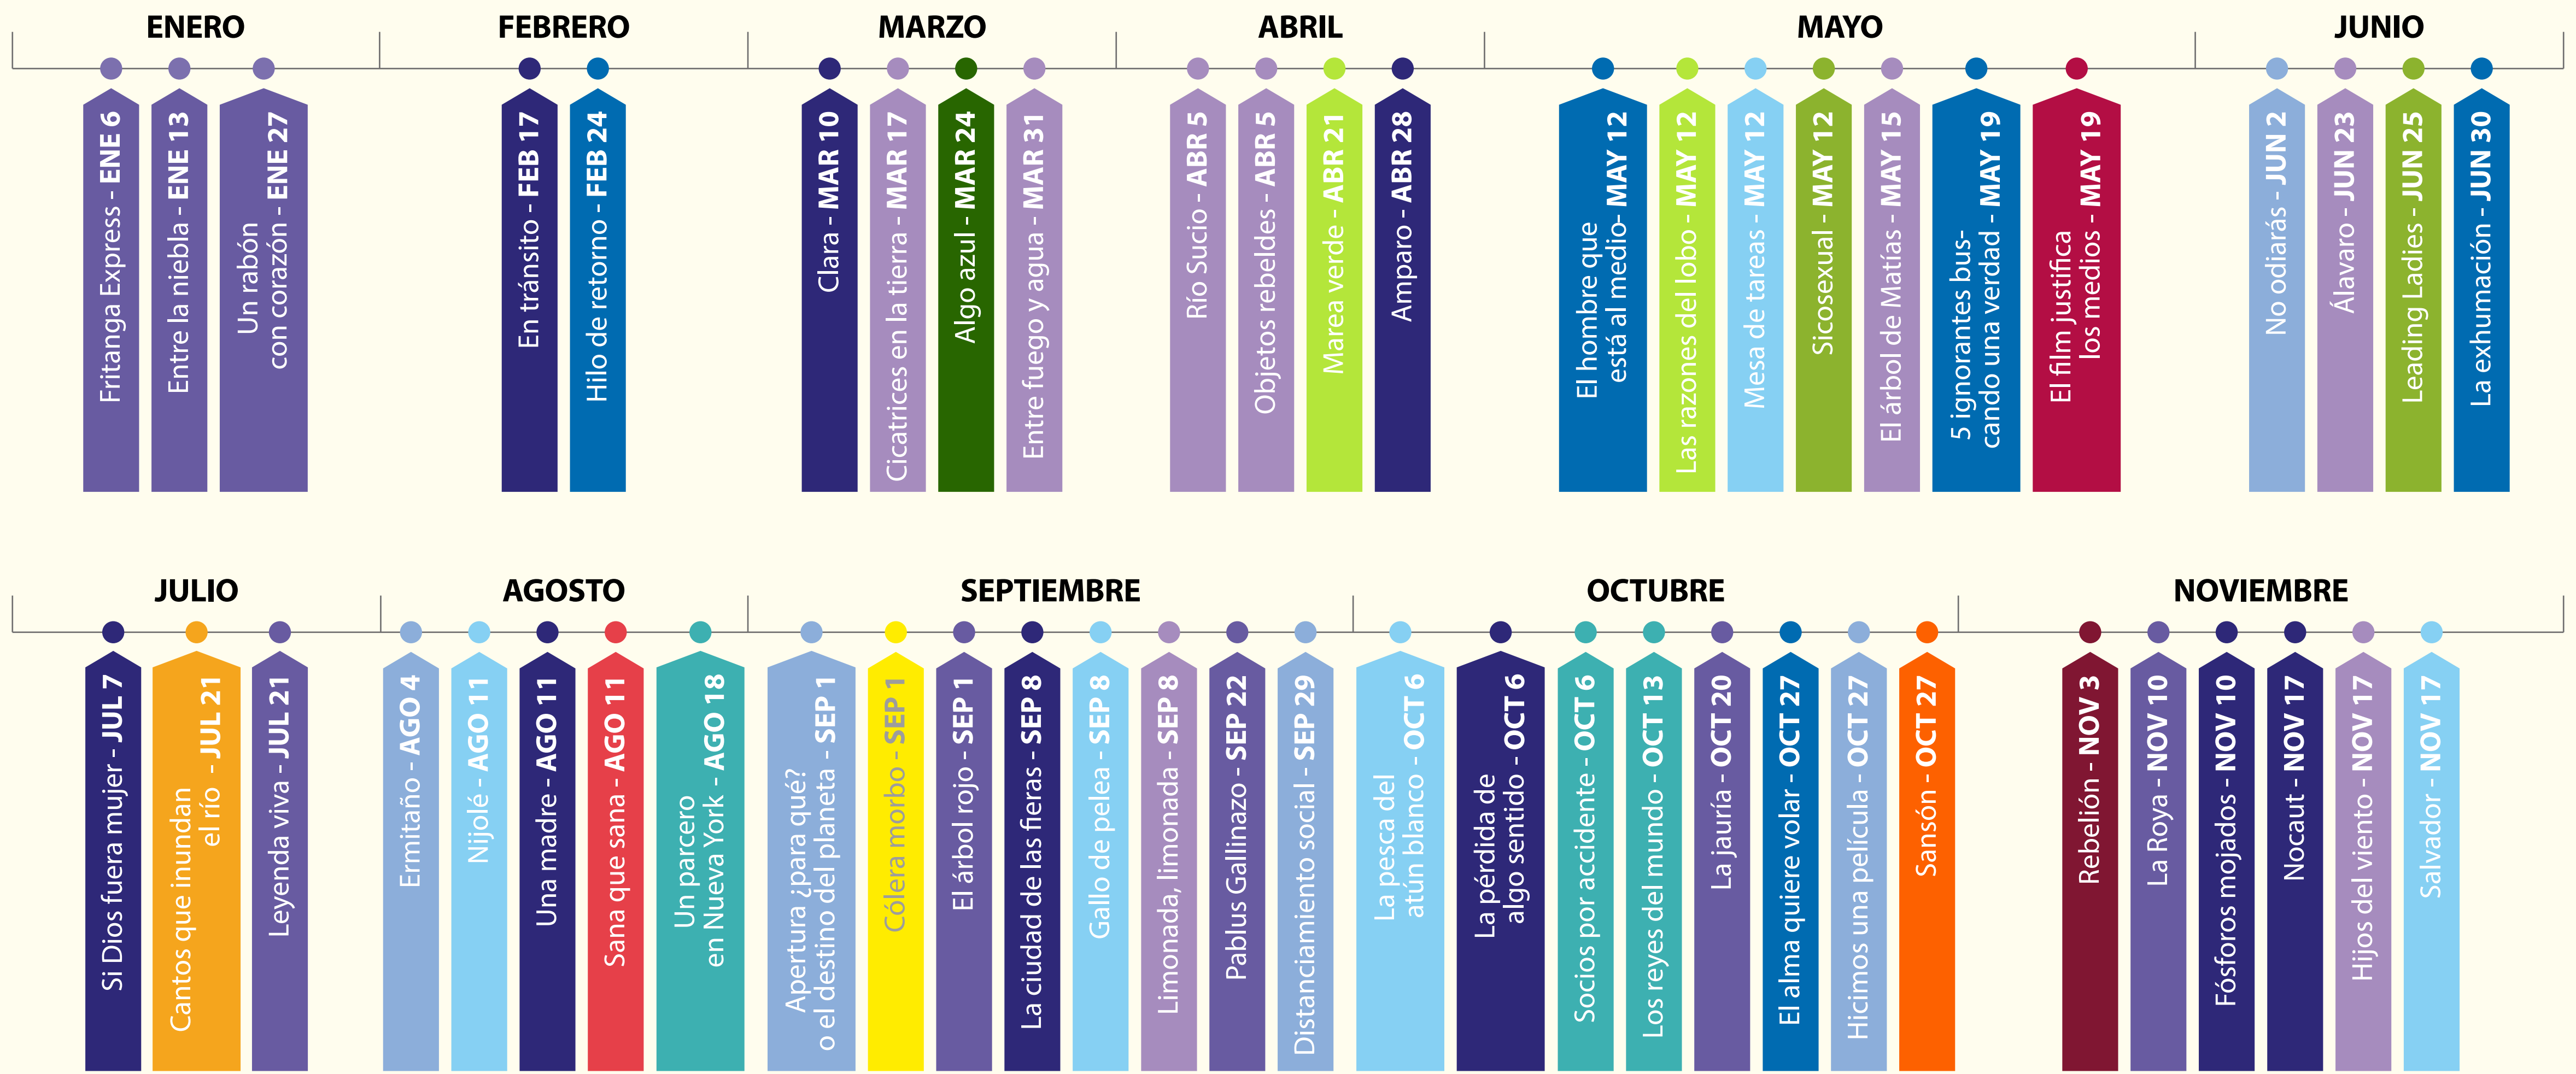 ENERO
Fritanga Express - ENE 6
Entre la niebla - ENE 13
Un rabón
con corazón - ENE 27
FEBRERO
En tránsito - FEB 17
Hilo de retorno - FEB 24
MARZO
Clara - MAR 10
Cicatrices en la tierra - MAR 17
Algo azul - MAR 24
Entre fuego y agua - MAR 31
ABRIL
Río Sucio - ABR 5
Objetos rebeldes - ABR 5
Marea verde - ABR 21
Amparo - ABR 28
MAYO
El hombre que
está al medio- MAY 12
Las razones del lobo - MAY 12
Mesa de tareas - MAY 12
Sicosexual - MAY 12
El árbol de Matías - MAY 15
5 ignorantes bus-
cando una verdad - MAY 19
El film justifica
los medios - MAY 19
JUNIO
No odiarás - JUN 2
Álavaro - JUN 23
Leading Ladies - JUN 25
La exhumación - JUN 30
JULIO
Si Dios fuera mujer - JUL 7
Cantos que inundan
el río - JUL 21
Leyenda viva - JUL 21
AGOSTO
Ermitaño - AGO 4
Nijolé - AGO 11
Una madre - AGO 11
Sana que sana - AGO 11
Un parcero
en Nueva York - AGO 18
SEPTIEMBRE
Apertura ¿para qué?
o el destino del planeta - SEP 1
Cólera morbo - SEP 1
El árbol rojo - SEP 1
La ciudad de las fieras - SEP 8
Gallo de pelea - SEP 8
Limonada, limonada - SEP 8
Pablus Gallinazo - SEP 22
Distanciamiento social - SEP 29
OCTUBRE
La pesca del
atún blanco - OCT 6
La pérdida de
algo sentido - OCT 6
Socios por accidente - OCT 6
Los reyes del mundo - OCT 13
La jauría - OCT 20
El alma quiere volar - OCT 27
Hicimos una película - OCT 27
Sansón - OCT 27
NOVIEMBRE
Rebelión - NOV 3
La Roya - NOV 10
Fósforos mojados - NOV 10
Nocaut - NOV 17
Hijos del viento - NOV 17
Salvador - NOV 17